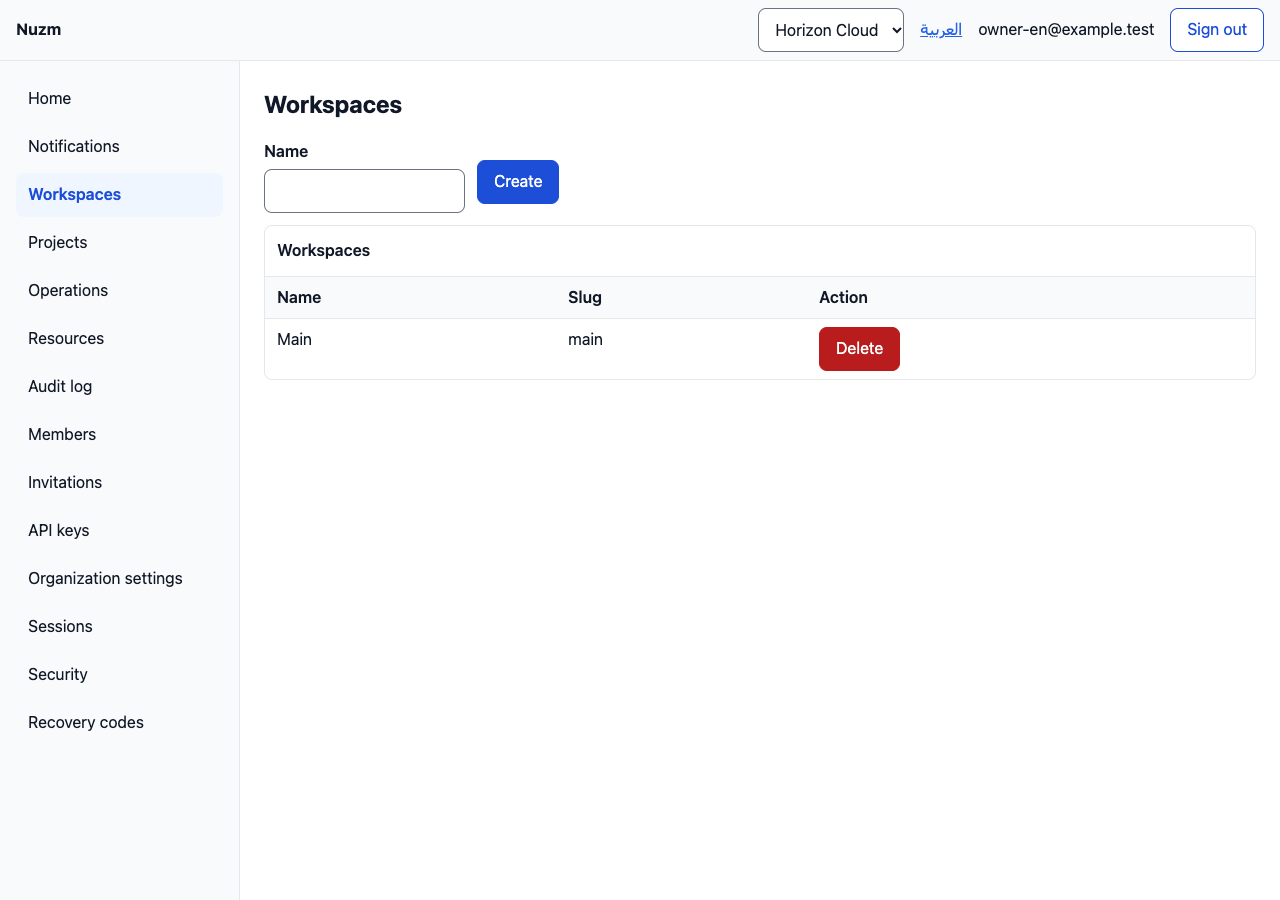 Nuzm
Horizon Cloud
العربية
owner-en@example.test
Sign out
Home
Notifications
Workspaces
Projects
Operations
Resources
Audit log
Members
Invitations
API keys
Organization settings
Sessions
Security
Recovery codes
Workspaces
Name
Create
Workspaces
Name Slug Action
Main main Delete